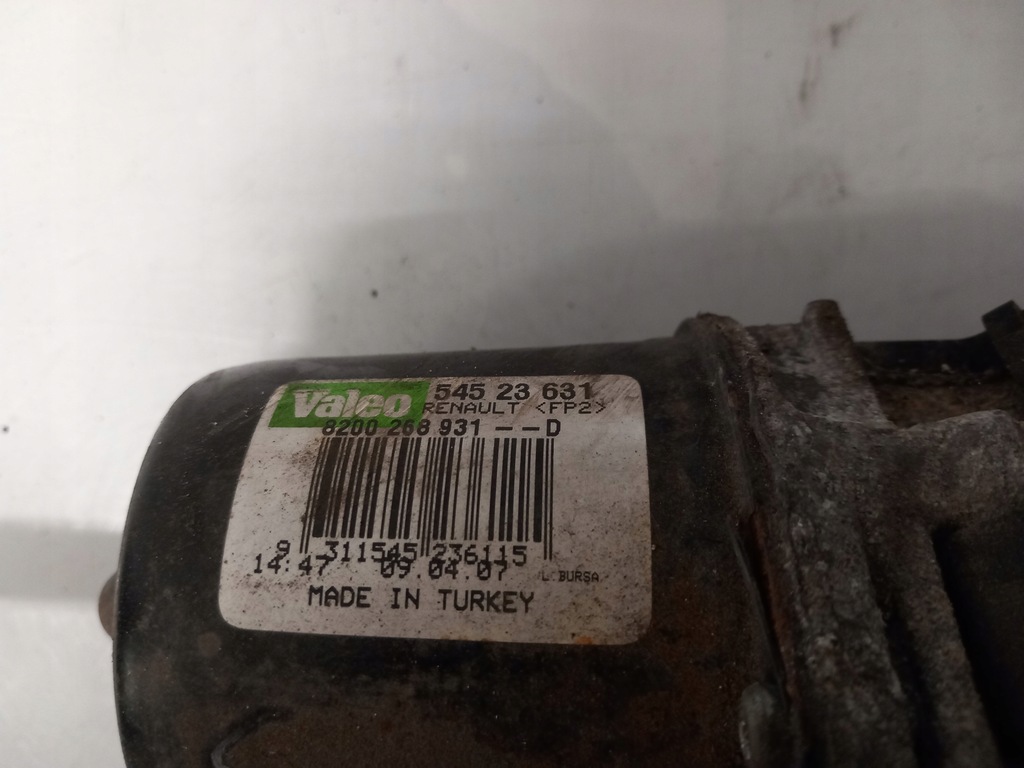 Valeo 545 23 631
RENAULT <FP2>
8200 268 931 --D
9 311545 236115
14:47 09.04.07 L.BURSA
MADE IN TURKEY